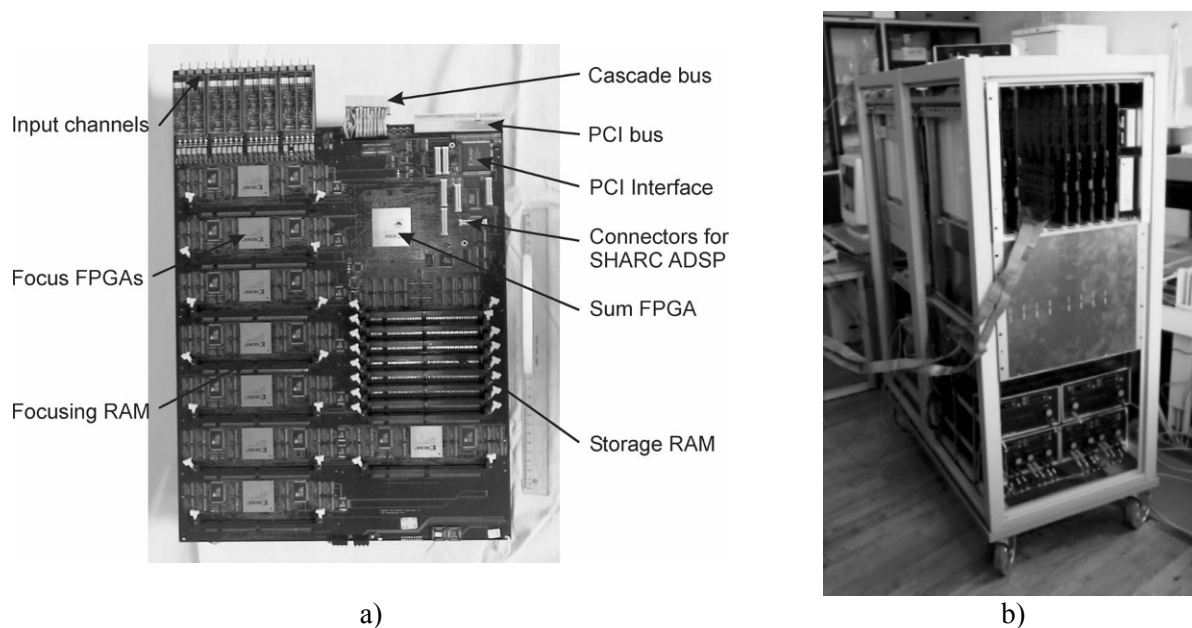 Input channels
Focus FPGAs
Focusing RAM
Cascade bus
PCI bus
PCI Interface
Connectors for
SHARC ADSP
Sum FPGA
Storage RAM
a)
b)